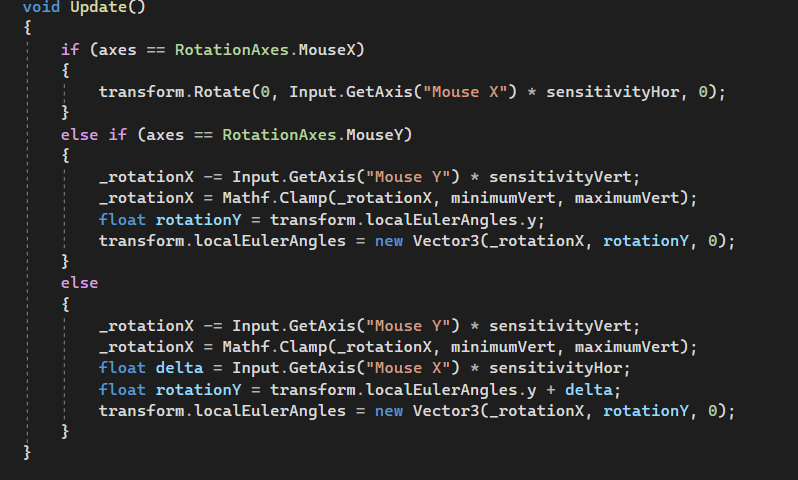 void Update()
{
if (axes == RotationAxes.MouseX)
{
transform.Rotate(0, Input.GetAxis("Mouse X") * sensitivityHor, 0);
}
else if (axes == RotationAxes.MouseY)
{
_rotationX -= Input.GetAxis("Mouse Y") * sensitivityVert;
_rotationX = Mathf.Clamp(_rotationX, minimumVert, maximumVert);
float rotationY = transform.localEulerAngles.y;
transform.localEulerAngles = new Vector3(_rotationX, rotationY, 0);
}
else
{
_rotationX -= Input.GetAxis("Mouse Y") * sensitivityVert;
_rotationX = Mathf.Clamp(_rotationX, minimumVert, maximumVert);
float delta = Input.GetAxis("Mouse X") * sensitivityHor;
float rotationY = transform.localEulerAngles.y + delta;
transform.localEulerAngles = new Vector3(_rotationX, rotationY, 0);
}
}